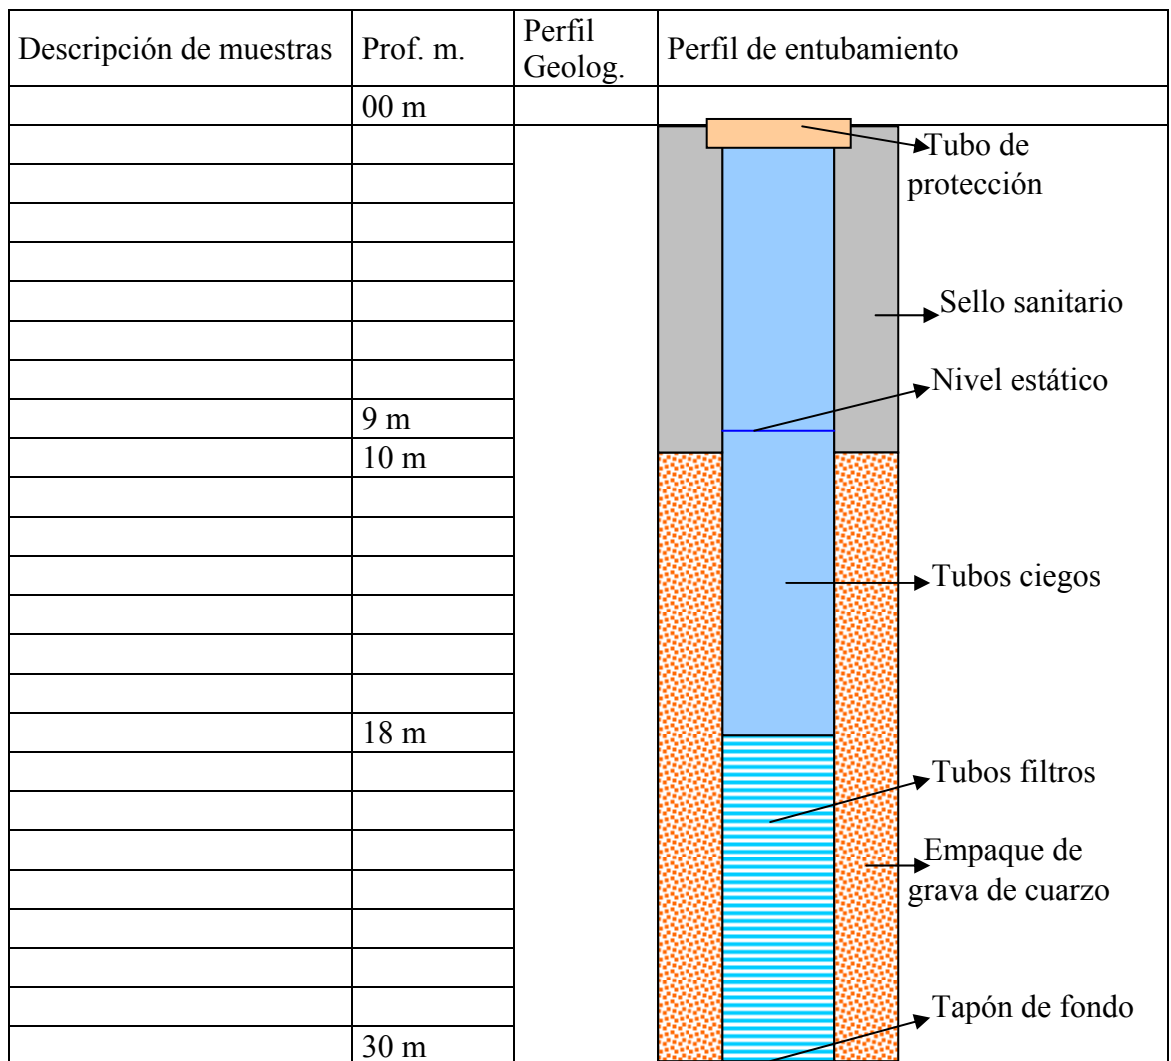 Descripción de muestras
Prof. m.
Perfil
Geolog.
Perfil de entubamiento
00 m
Tubo de
protección
Sello sanitario
Nivel estático
9 m
10 m
Tubos ciegos
18 m
Tubos filtros
Empaque de
grava de cuarzo
Tapón de fondo
30 m